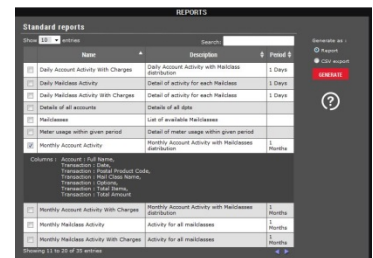 REPORTS
Standard reports
Show 10 entries
Search:
Name Description Period
Daily Account Activity With Charges Daily Account Activity with Mailclass distribution 1 Days
Daily Mailclass Activity Detail of activity for each Mailclass 1 Days
Daily Mailclass Activity With Charges Detail of activity for each Mailclass 1 Days
Details of all accounts Details of all dpts
Mailclasses List of available Mailclasses
Meter usage within given period Detail of meter usage within given period
Monthly Account Activity Monthly Account Activity with Mailclasses distribution 1 Months
Columns : Account : Full Name,
Transaction : Date,
Transaction : Postal Product Code,
Transaction : Mail Class Name,
Transaction : Options,
Transaction : Total Items,
Transaction : Total Amount
Monthly Account Activity With Charges Monthly Account Activity with Mailclasses distribution 1 Months
Monthly Mailclass Activity Activity for all mailclasses 1 Months
Monthly Mailclass Activity With Charges Activity for all mailclasses 1 Months
Showing 11 to 20 of 25 entries
Generate as :
Report
CSV export
GENERATE
?